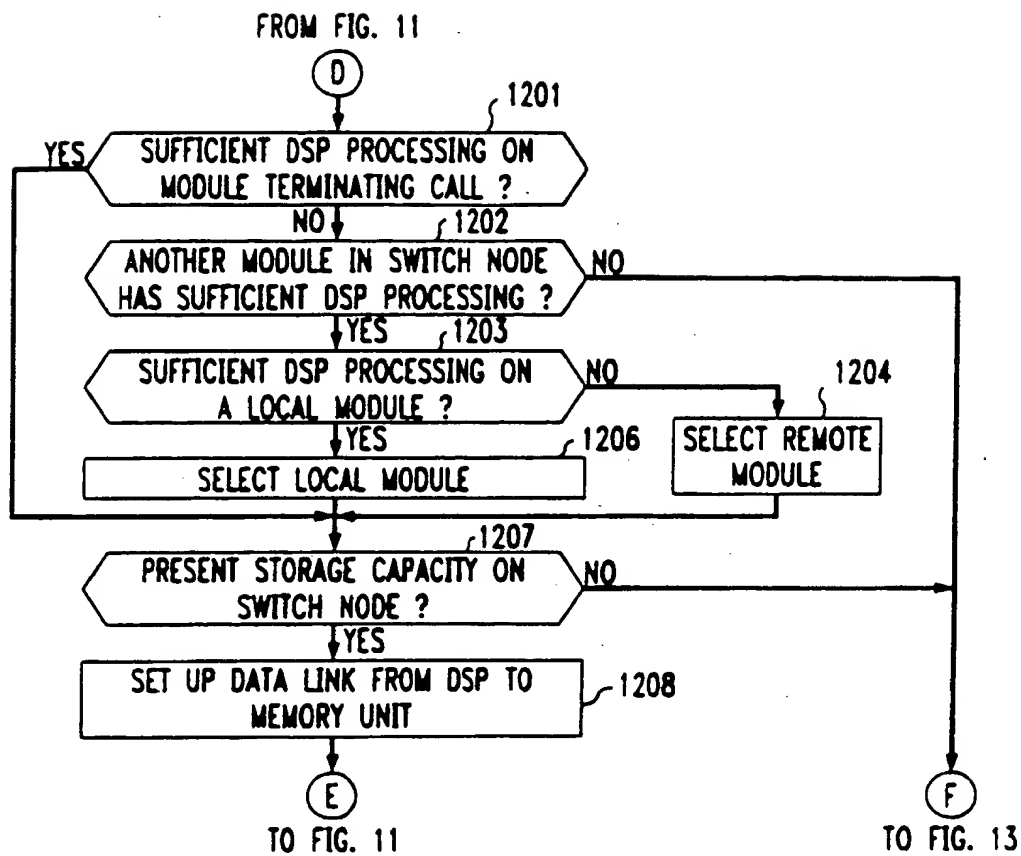 FROM FIG. 11
D
1201
YES
SUFFICIENT DSP PROCESSING ON
MODULE TERMINATING CALL ?
NO
1202
ANOTHER MODULE IN SWITCH NODE
HAS SUFFICIENT DSP PROCESSING ?
NO
YES
1203
SUFFICIENT DSP PROCESSING ON
A LOCAL MODULE ?
NO
1204
YES
1206
SELECT REMOTE
MODULE
SELECT LOCAL MODULE
1207
PRESENT STORAGE CAPACITY ON
SWITCH NODE ?
NO
YES
SET UP DATA LINK FROM DSP TO
MEMORY UNIT
1208
E
TO FIG. 11
F
TO FIG. 13